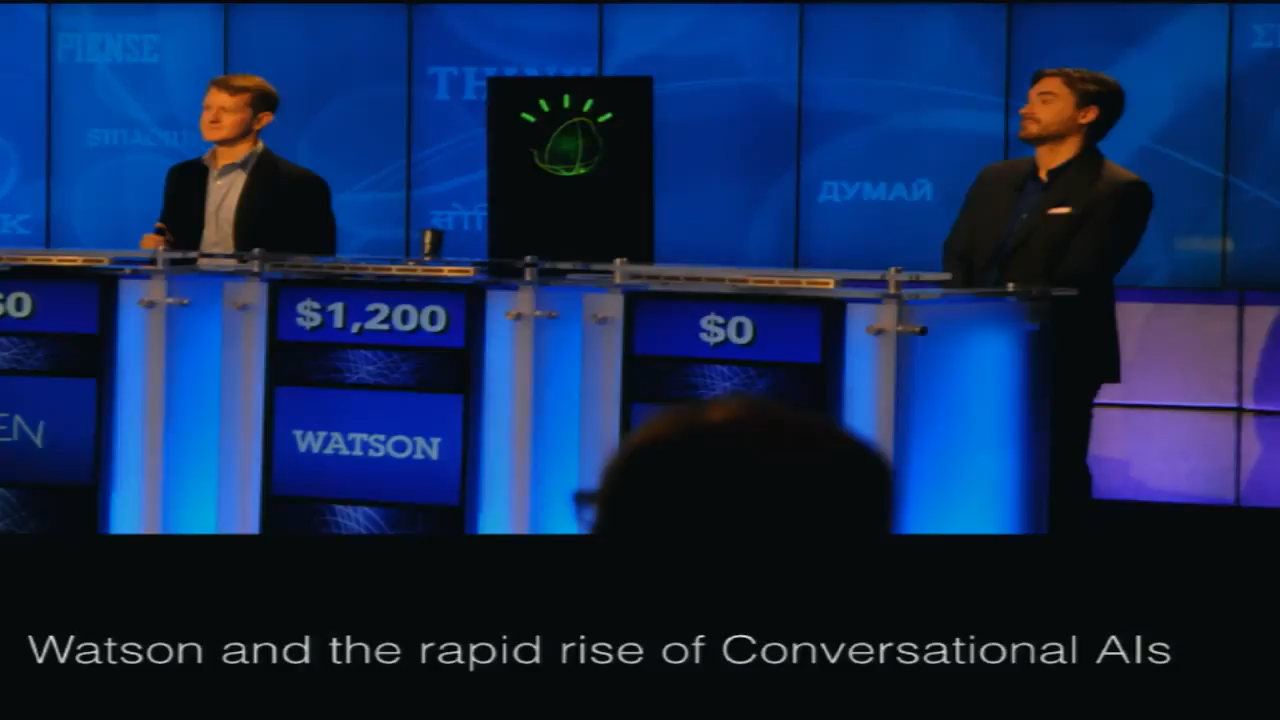 PIENSE
THINK
ДУМАЙ
$1,200
$0
WATSON
Watson and the rapid rise of Conversational AIs